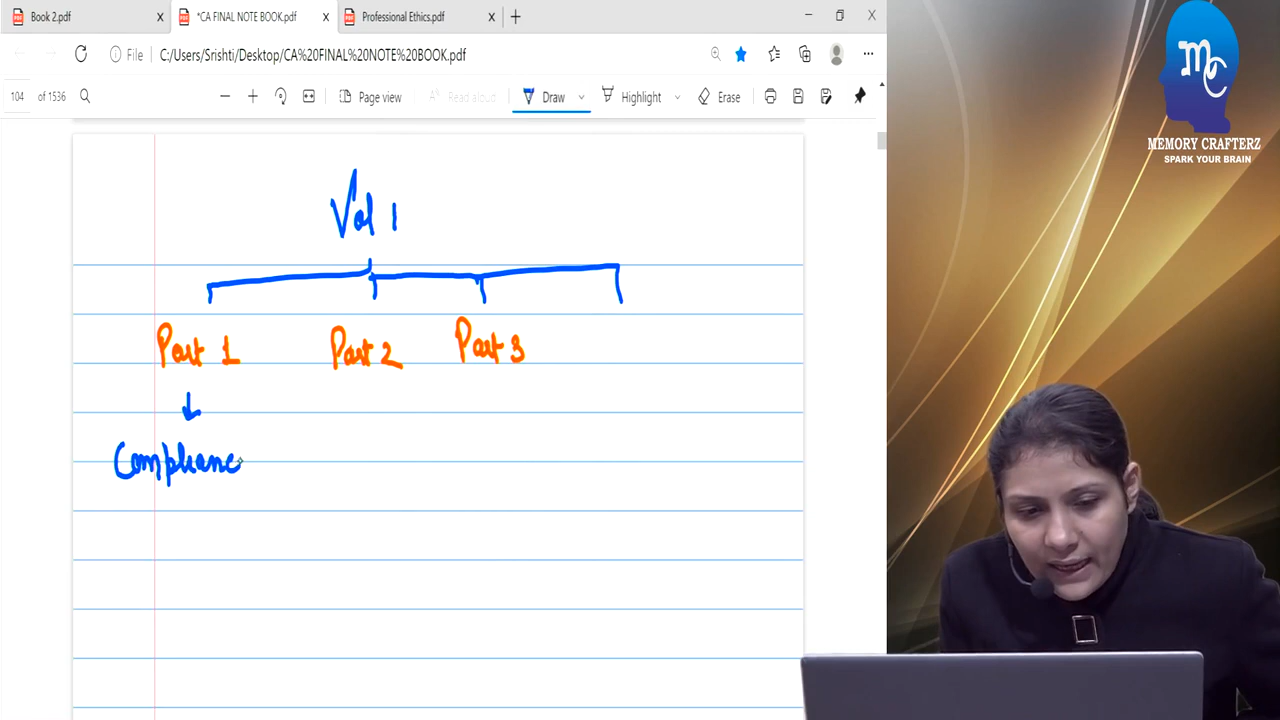 Book 2.pdf
*CA FINAL NOTE BOOK.pdf
Professional Ethics.pdf
File C:/Users/Srishti/Desktop/CA%20FINAL%20NOTE%20BOOK.pdf
104 of 1536 Page view Read aloud Draw Highlight Erase
MC
MEMORY CRAFTERZ
SPARK YOUR BRAIN
Vol 1
Part 1 Part 2 Part 3
Complianc